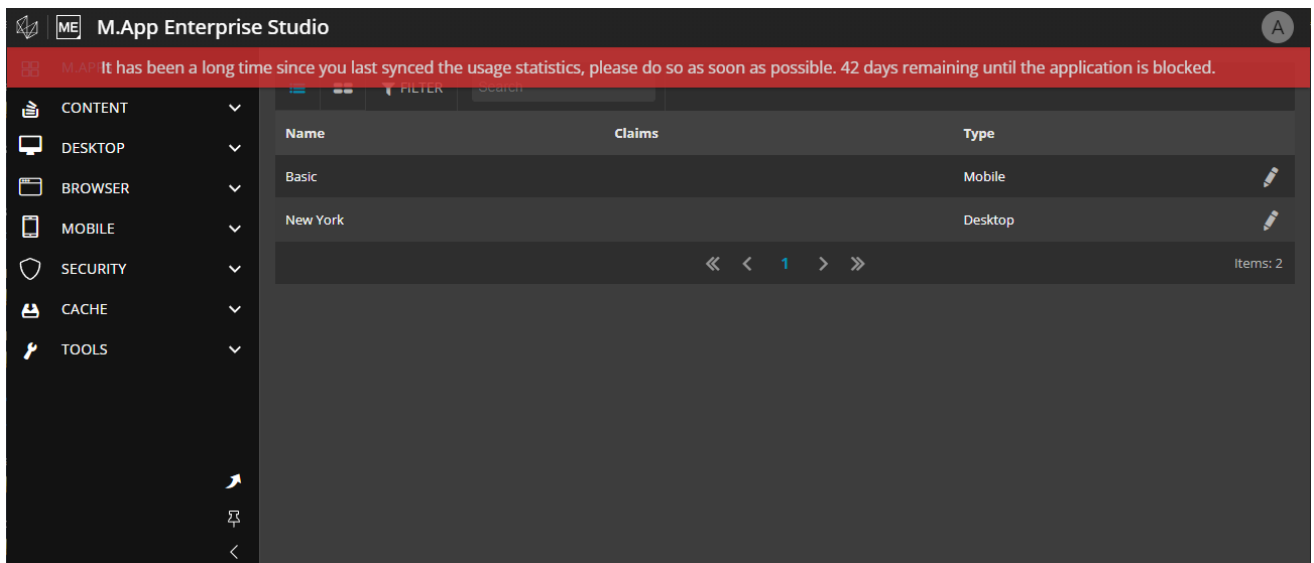 ME M.App Enterprise Studio A
It has been a long time since you last synced the usage statistics, please do so as soon as possible. 42 days remaining until the application is blocked.
FILTER Search
CONTENT
DESKTOP
BROWSER
MOBILE
SECURITY
CACHE
TOOLS
Name Claims Type
Basic Mobile
New York Desktop
1 Items: 2